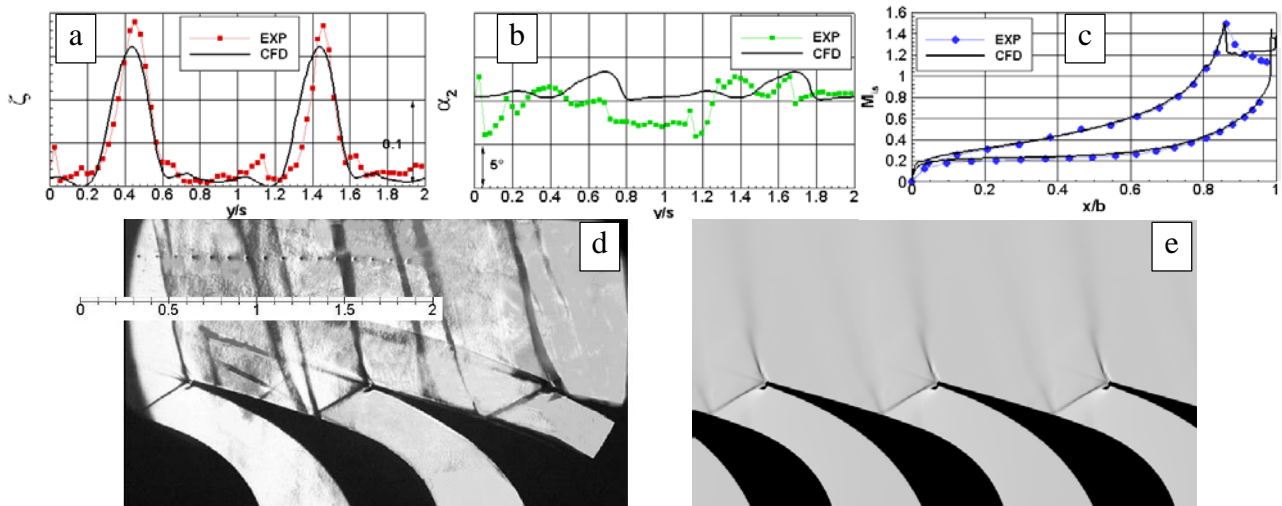 a
EXP
CFD
ζ
0.1
0 0.2 0.4 0.6 0.8 1 1.2 1.4 1.6 1.8 2
y/s
b
EXP
CFD
α2
5°
0 0.2 0.4 0.6 0.8 1 1.2 1.4 1.6 1.8 2
y/s
c
EXP
CFD
Mis
1.6
1.4
1.2
1
0.8
0.6
0.4
0.2
0
0.2 0.4 0.6 0.8 1
x/b
d
0 0.5 1 1.5 2
e